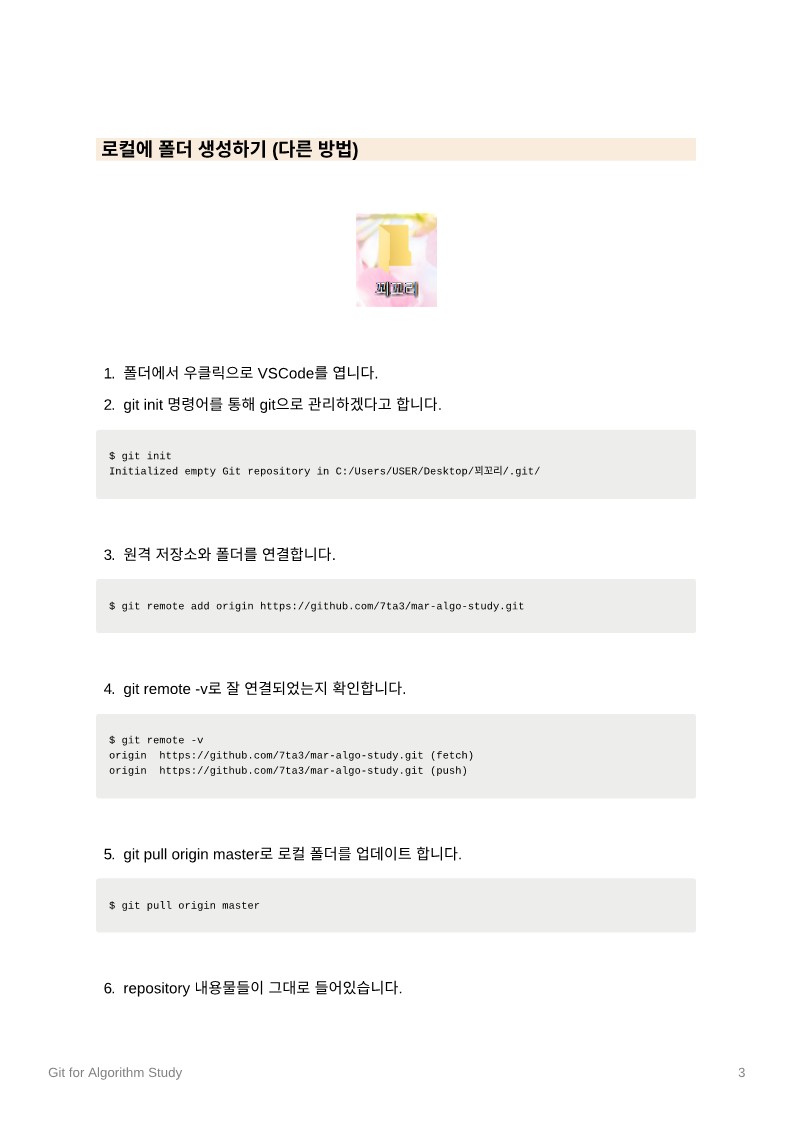 로컬에 폴더 생성하기 (다른 방법)
꾀꼬리
1. 폴더에서 우클릭으로 VSCode를 엽니다.
2. git init 명령어를 통해 git으로 관리하겠다고 합니다.
$ git init
Initialized empty Git repository in C:/Users/USER/Desktop/꾀꼬리/.git/
3. 원격 저장소와 폴더를 연결합니다.
$ git remote add origin https://github.com/7ta3/mar-algo-study.git
4. git remote -v로 잘 연결되었는지 확인합니다.
$ git remote -v
origin  https://github.com/7ta3/mar-algo-study.git (fetch)
origin  https://github.com/7ta3/mar-algo-study.git (push)
5. git pull origin master로 로컬 폴더를 업데이트 합니다.
$ git pull origin master
6. repository 내용물들이 그대로 들어있습니다.
Git for Algorithm Study
3